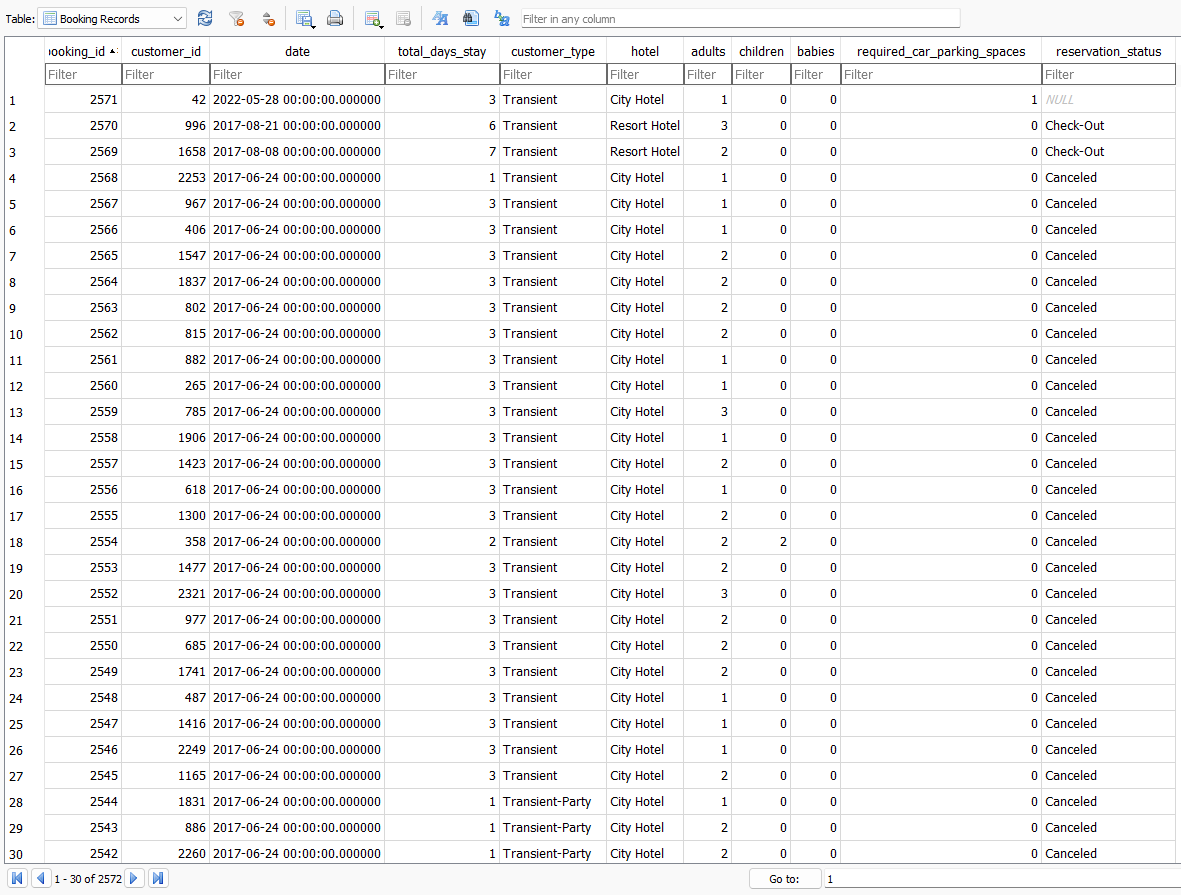 Table: Booking Records Filter in any column
ooking_id customer_id date total_days_stay customer_type hotel adults children babies required_car_parking_spaces reservation_status
Filter Filter Filter Filter Filter Filter Filter Filter Filter Filter Filter
1 2571 42 2022-05-28 00:00:00.000000 3 Transient City Hotel 1 0 0 1 NULL
2 2570 996 2017-08-21 00:00:00.000000 6 Transient Resort Hotel 3 0 0 0 Check-Out
3 2569 1658 2017-08-08 00:00:00.000000 7 Transient Resort Hotel 2 0 0 0 Check-Out
4 2568 2253 2017-06-24 00:00:00.000000 1 Transient City Hotel 1 0 0 0 Canceled
5 2567 967 2017-06-24 00:00:00.000000 3 Transient City Hotel 1 0 0 0 Canceled
6 2566 406 2017-06-24 00:00:00.000000 3 Transient City Hotel 1 0 0 0 Canceled
7 2565 1547 2017-06-24 00:00:00.000000 3 Transient City Hotel 2 0 0 0 Canceled
8 2564 1837 2017-06-24 00:00:00.000000 3 Transient City Hotel 2 0 0 0 Canceled
9 2563 802 2017-06-24 00:00:00.000000 3 Transient City Hotel 2 0 0 0 Canceled
10 2562 815 2017-06-24 00:00:00.000000 3 Transient City Hotel 2 0 0 0 Canceled
11 2561 882 2017-06-24 00:00:00.000000 3 Transient City Hotel 1 0 0 0 Canceled
12 2560 265 2017-06-24 00:00:00.000000 3 Transient City Hotel 1 0 0 0 Canceled
13 2559 785 2017-06-24 00:00:00.000000 3 Transient City Hotel 3 0 0 0 Canceled
14 2558 1906 2017-06-24 00:00:00.000000 3 Transient City Hotel 1 0 0 0 Canceled
15 2557 1423 2017-06-24 00:00:00.000000 3 Transient City Hotel 2 0 0 0 Canceled
16 2556 618 2017-06-24 00:00:00.000000 3 Transient City Hotel 1 0 0 0 Canceled
17 2555 1300 2017-06-24 00:00:00.000000 3 Transient City Hotel 2 0 0 0 Canceled
18 2554 358 2017-06-24 00:00:00.000000 2 Transient City Hotel 2 2 0 0 Canceled
19 2553 1477 2017-06-24 00:00:00.000000 3 Transient City Hotel 2 0 0 0 Canceled
20 2552 2321 2017-06-24 00:00:00.000000 3 Transient City Hotel 3 0 0 0 Canceled
21 2551 977 2017-06-24 00:00:00.000000 3 Transient City Hotel 2 0 0 0 Canceled
22 2550 685 2017-06-24 00:00:00.000000 3 Transient City Hotel 2 0 0 0 Canceled
23 2549 1741 2017-06-24 00:00:00.000000 3 Transient City Hotel 2 0 0 0 Canceled
24 2548 487 2017-06-24 00:00:00.000000 3 Transient City Hotel 1 0 0 0 Canceled
25 2547 1416 2017-06-24 00:00:00.000000 3 Transient City Hotel 1 0 0 0 Canceled
26 2546 2249 2017-06-24 00:00:00.000000 3 Transient City Hotel 1 0 0 0 Canceled
27 2545 1165 2017-06-24 00:00:00.000000 3 Transient City Hotel 2 0 0 0 Canceled
28 2544 1831 2017-06-24 00:00:00.000000 1 Transient-Party City Hotel 1 0 0 0 Canceled
29 2543 886 2017-06-24 00:00:00.000000 1 Transient-Party City Hotel 2 0 0 0 Canceled
30 2542 2260 2017-06-24 00:00:00.000000 1 Transient-Party City Hotel 2 0 0 0 Canceled
1 - 30 of 2572 Go to: 1